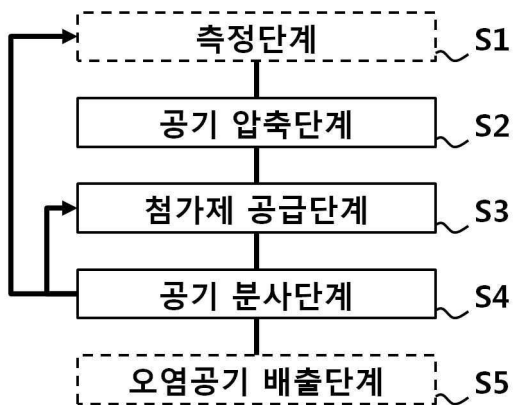 측정단계 S1
공기 압축단계 S2
첨가제 공급단계 S3
공기 분사단계 S4
오염공기 배출단계 S5